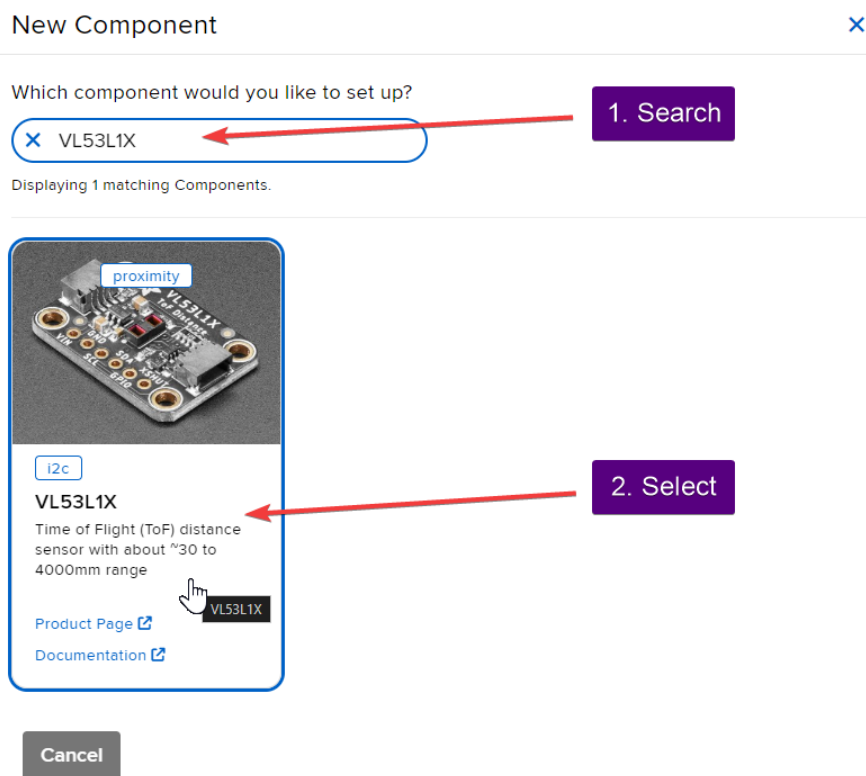 New Component
Which component would you like to set up?
1. Search
VL53L1X
Displaying 1 matching Components.
proximity
VL53L1X
ToF Distance
VIN
GND
SCL
SDA
GPIO
XSHUT
i2c
VL53L1X
2. Select
Time of Flight (ToF) distance
sensor with about ~30 to
4000mm range
VL53L1X
Product Page
Documentation
Cancel